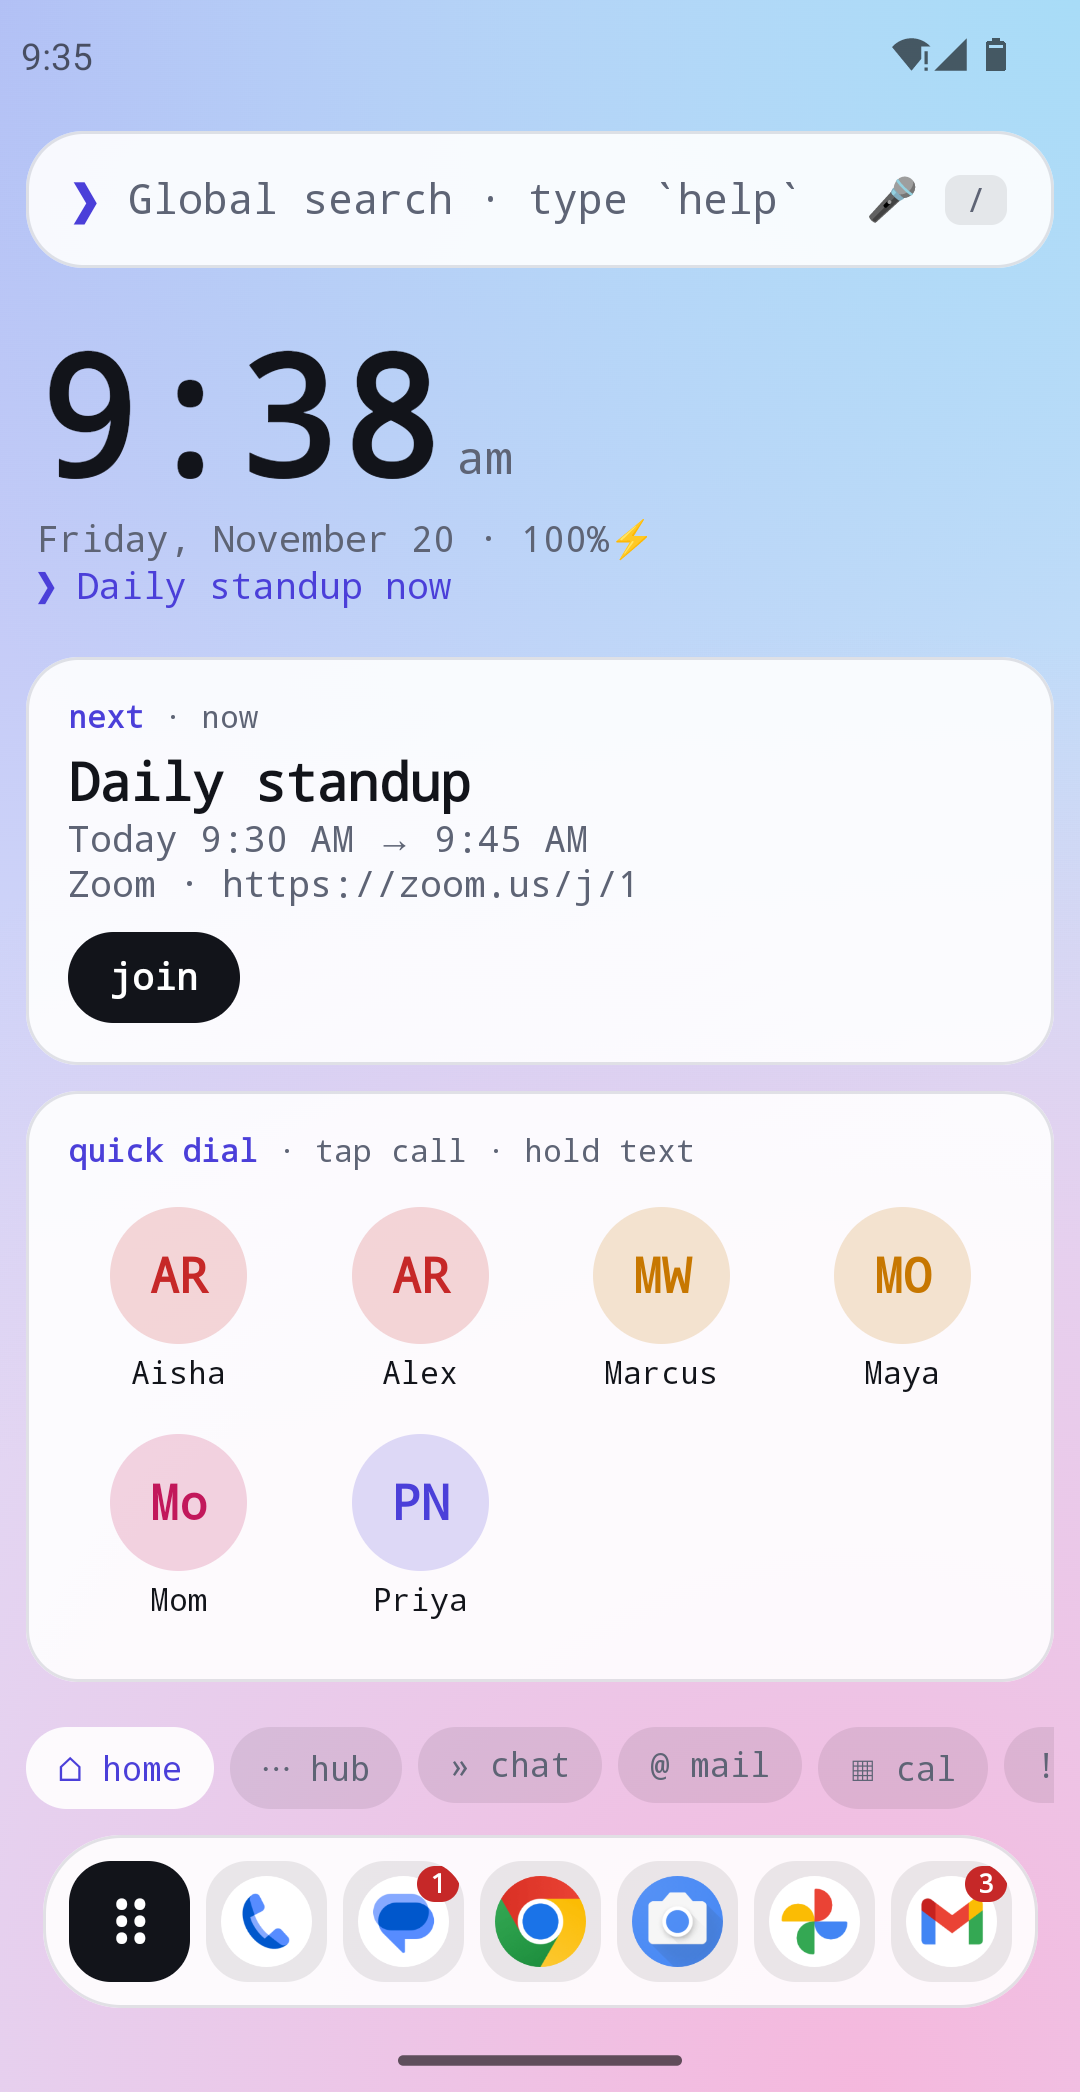 9:35
❯ Global search · type `help` 🎤 /
9:38 am
Friday, November 20 · 100%⚡
❯ Daily standup now
next · now
Daily standup
Today 9:30 AM → 9:45 AM
Zoom · https://zoom.us/j/1
join
quick dial · tap call · hold text
AR AR MW MO
Aisha Alex Marcus Maya
Mo PN
Mom Priya
⌂ home ⋯ hub » chat @ mail ▦ cal !
1 3